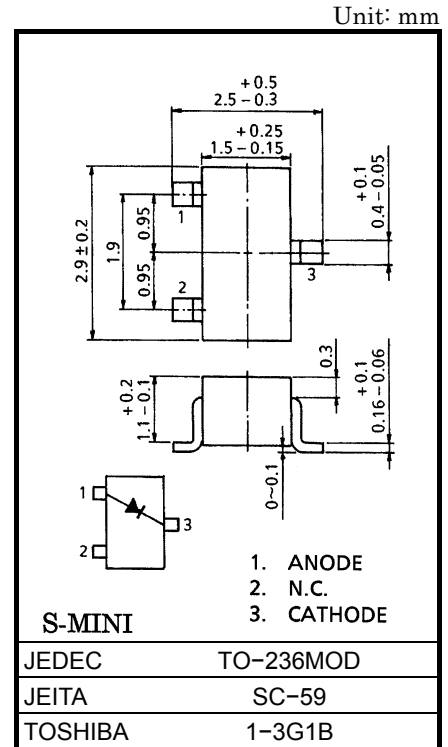 Unit: mm
+0.5
2.5−0.3
+0.25
1.5−0.15
+0.1
0.4−0.05
2.9±0.2
1.9
0.95
0.95
1
2
3
+0.2
1.1−0.1
0.3
+0.1
0.16−0.06
0~0.1
1
2
3
1. ANODE
2. N.C.
3. CATHODE
S-MINI
JEDEC TO−236MOD
JEITA SC−59
TOSHIBA 1−3G1B